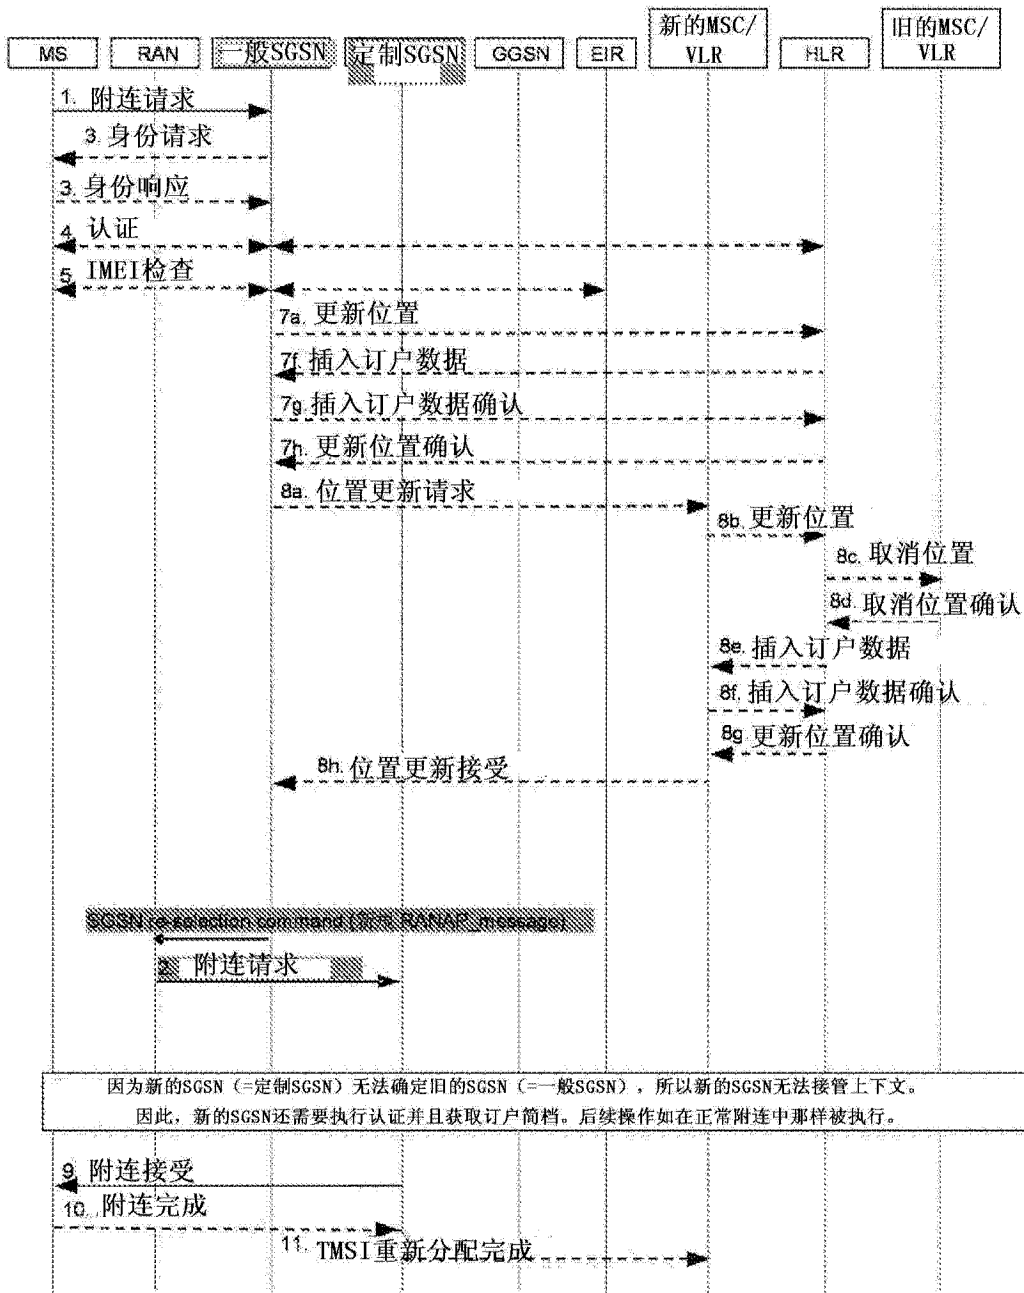 MS
RAN
一般SGSN
定制SGSN
GGSN
EIR
新的MSC/
VLR
HLR
旧的MSC/
VLR
1. 附连请求
3. 身份请求
3. 身份响应
4. 认证
5. IMEI检查
7a. 更新位置
7f. 插入订户数据
7g. 插入订户数据确认
7h. 更新位置确认
8a. 位置更新请求
8b. 更新位置
8c. 取消位置
8d. 取消位置确认
8e. 插入订户数据
8f. 插入订户数据确认
8g. 更新位置确认
8h. 位置更新接受
SGSN re-selection command (新的 RANAP_message)
2. 附连请求
因为新的SGSN（=定制SGSN）无法确定旧的SGSN（=一般SGSN），所以新的SGSN无法接管上下文。
因此，新的SGSN还需要执行认证并且获取订户简档。后续操作如在正常附连中那样被执行。
9. 附连接受
10. 附连完成
11. TMSI重新分配完成